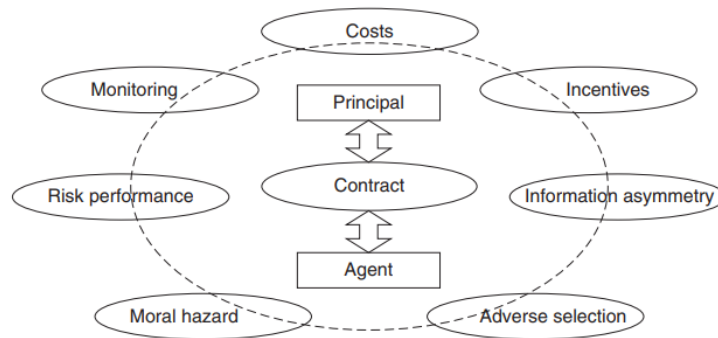 Costs
Monitoring
Incentives
Principal
Risk performance
Contract
Information asymmetry
Agent
Moral hazard
Adverse selection